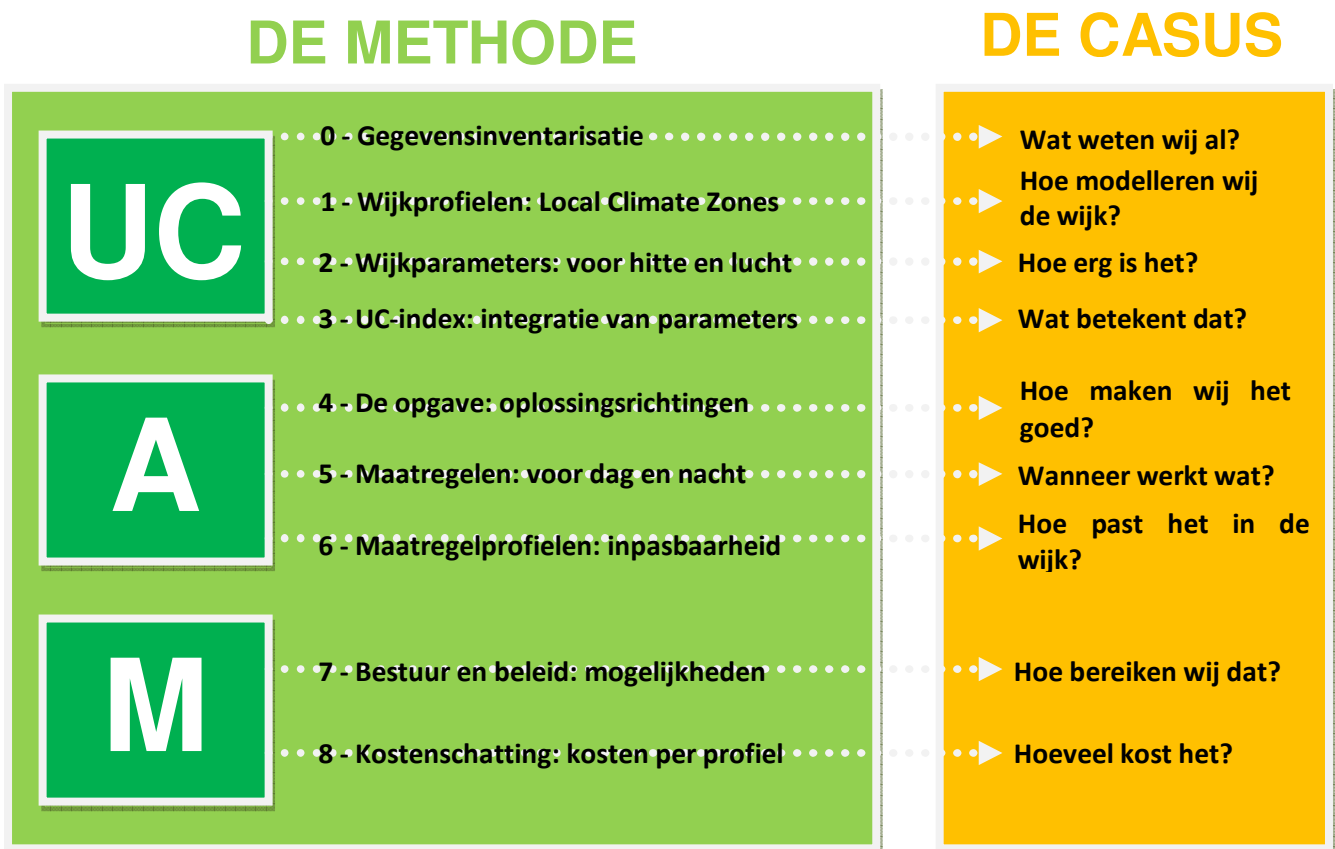 DE METHODE
DE CASUS
UC
0 - Gegevensinventarisatie
Wat weten wij al?
1 - Wijkprofielen: Local Climate Zones
Hoe modelleren wij
de wijk?
2 - Wijkparameters: voor hitte en lucht
Hoe erg is het?
3 - UC-index: integratie van parameters
Wat betekent dat?
A
4 - De opgave: oplossingsrichtingen
Hoe maken wij het
goed?
5 - Maatregelen: voor dag en nacht
Wanneer werkt wat?
6 - Maatregelprofielen: inpasbaarheid
Hoe past het in de
wijk?
M
7 - Bestuur en beleid: mogelijkheden
Hoe bereiken wij dat?
8 - Kostenschatting: kosten per profiel
Hoeveel kost het?